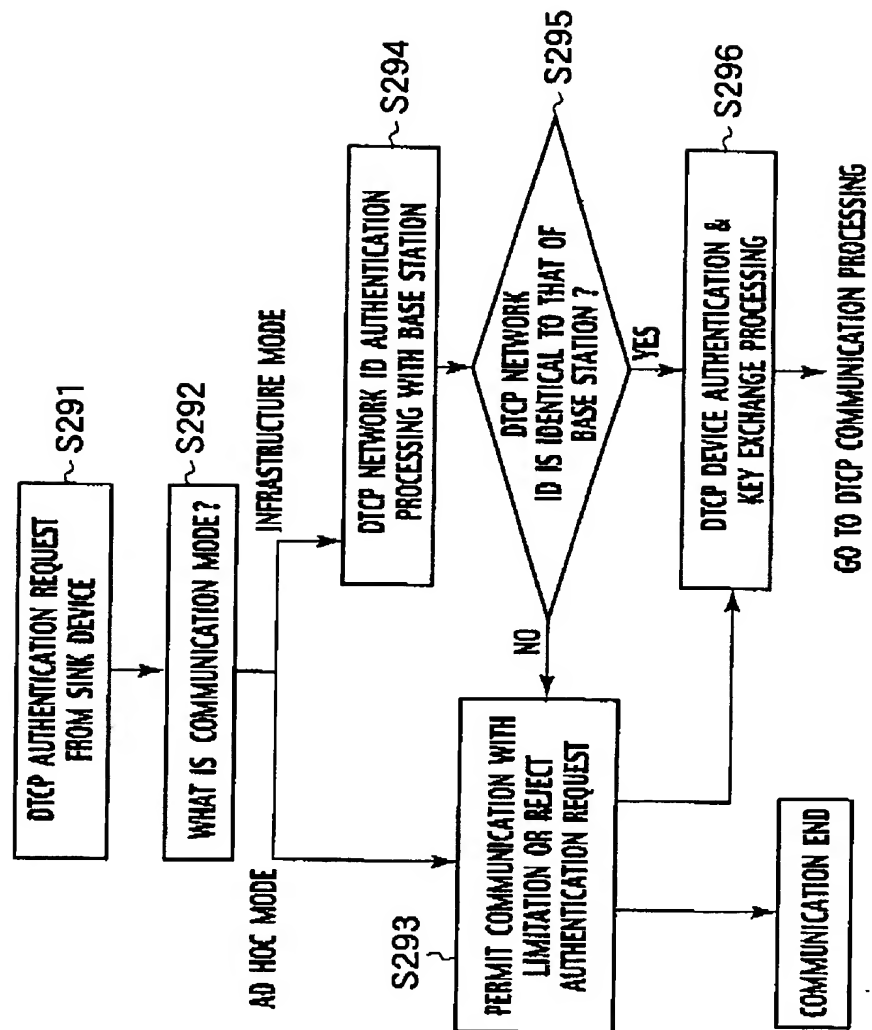 DTCP AUTHENTICATION REQUEST
FROM SINK DEVICE
S291
WHAT IS COMMUNICATION MODE?
S292
AD HOC MODE
INFRASTRUCTURE MODE
S293
PERMIT COMMUNICATION WITH
LIMITATION OR REJECT
AUTHENTICATION REQUEST
DTCP NETWORK ID AUTHENTICATION
PROCESSING WITH BASE STATION
S294
NO
DTCP NETWORK
ID IS IDENTICAL TO THAT OF
BASE STATION ?
S295
YES
COMMUNICATION END
DTCP DEVICE AUTHENTICATION &
KEY EXCHANGE PROCESSING
S296
GO TO DTCP COMMUNICATION PROCESSING